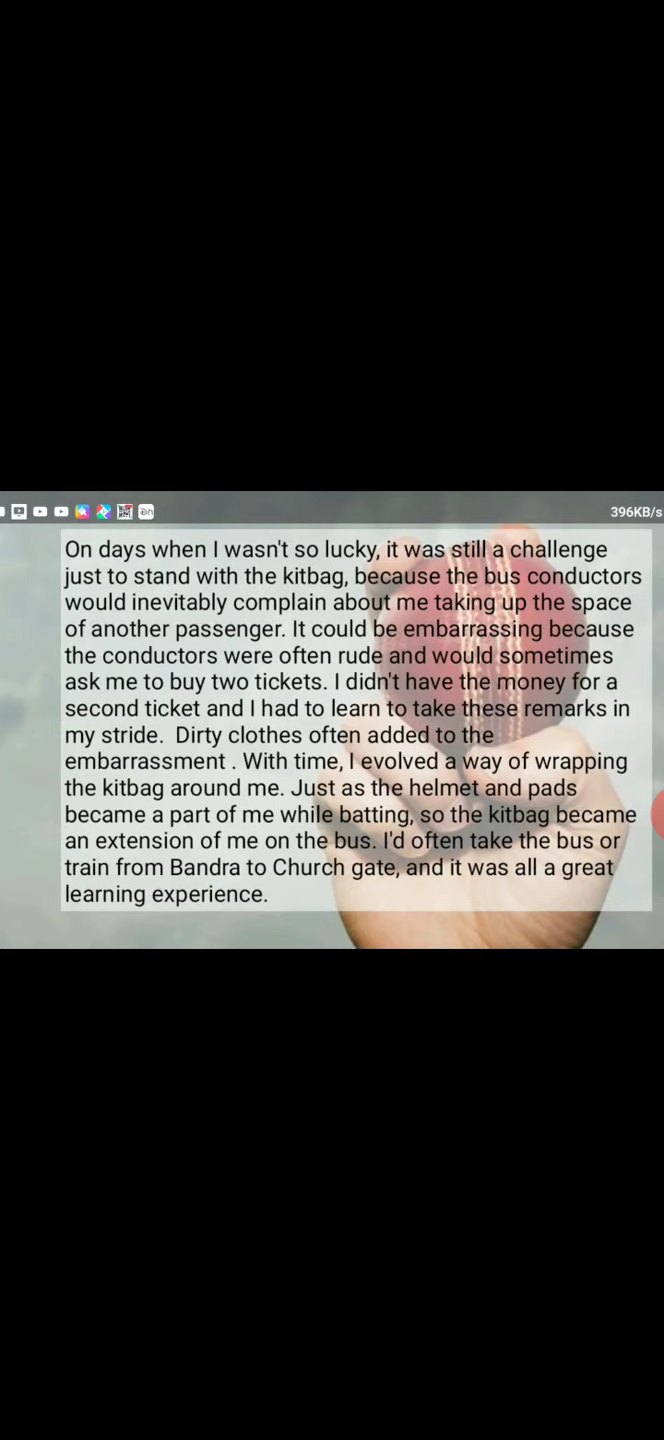 396KB/s
On days when I wasn't so lucky, it was still a challenge
just to stand with the kitbag, because the bus conductors
would inevitably complain about me taking up the space
of another passenger. It could be embarrassing because
the conductors were often rude and would sometimes
ask me to buy two tickets. I didn't have the money for a
second ticket and I had to learn to take these remarks in
my stride.  Dirty clothes often added to the
embarrassment . With time, I evolved a way of wrapping
the kitbag around me. Just as the helmet and pads
became a part of me while batting, so the kitbag became
an extension of me on the bus. I'd often take the bus or
train from Bandra to Church gate, and it was all a great
learning experience.